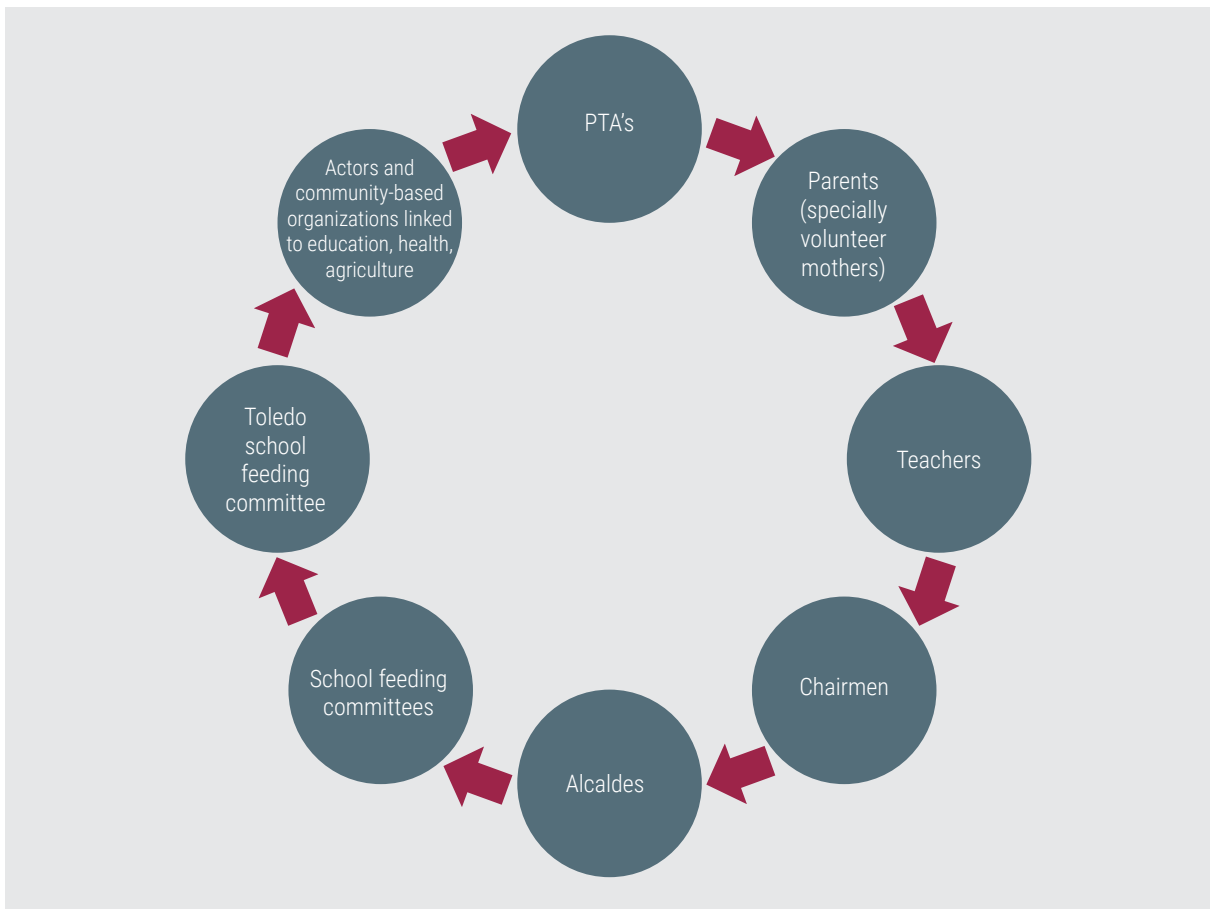 PTA's
Parents
(specially
volunteer
mothers)
Teachers
Chairmen
Alcaldes
School feeding
committees
Toledo
school
feeding
committee
Actors and
community-based
organizations linked
to education, health,
agriculture